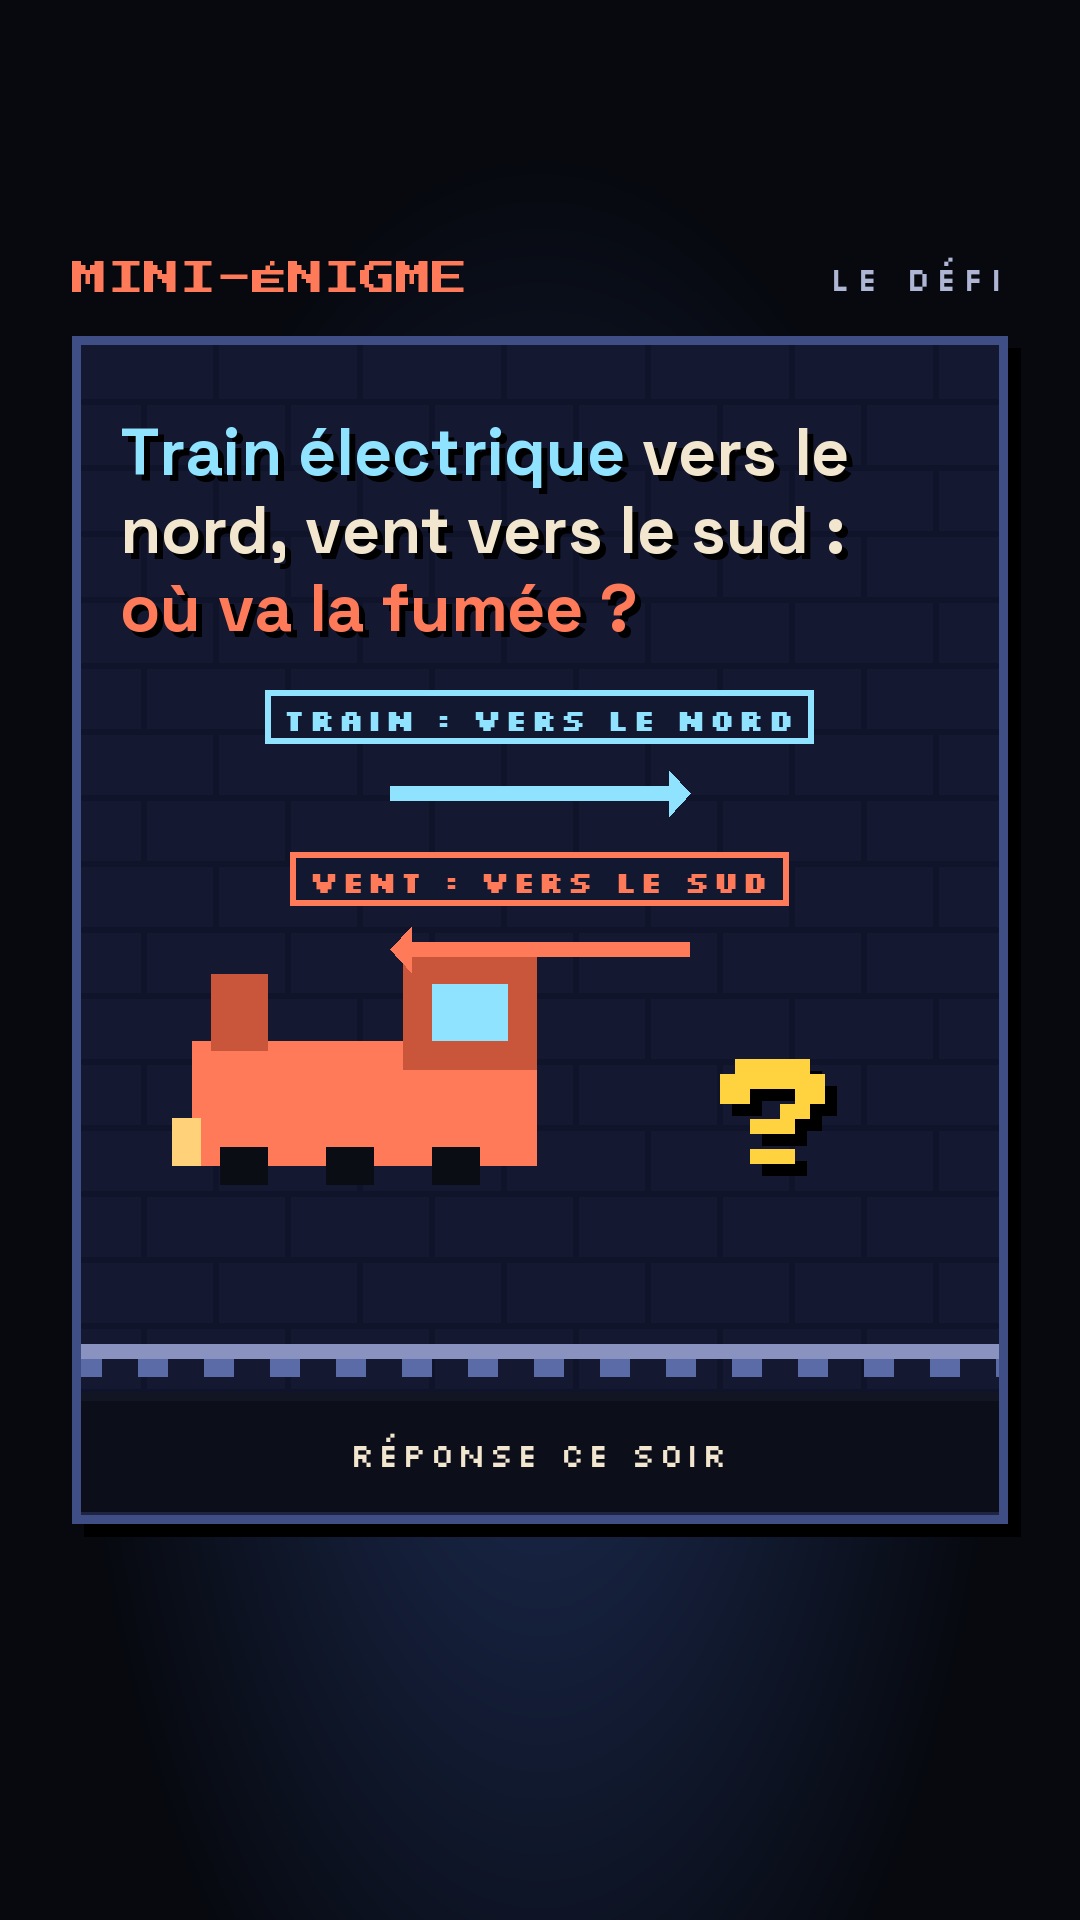 MINI-ÉNIGME
LE DÉFI
Train électrique vers le
nord, vent vers le sud :
où va la fumée ?
TRAIN : VERS LE NORD
VENT : VERS LE SUD
?
RÉPONSE CE SOIR